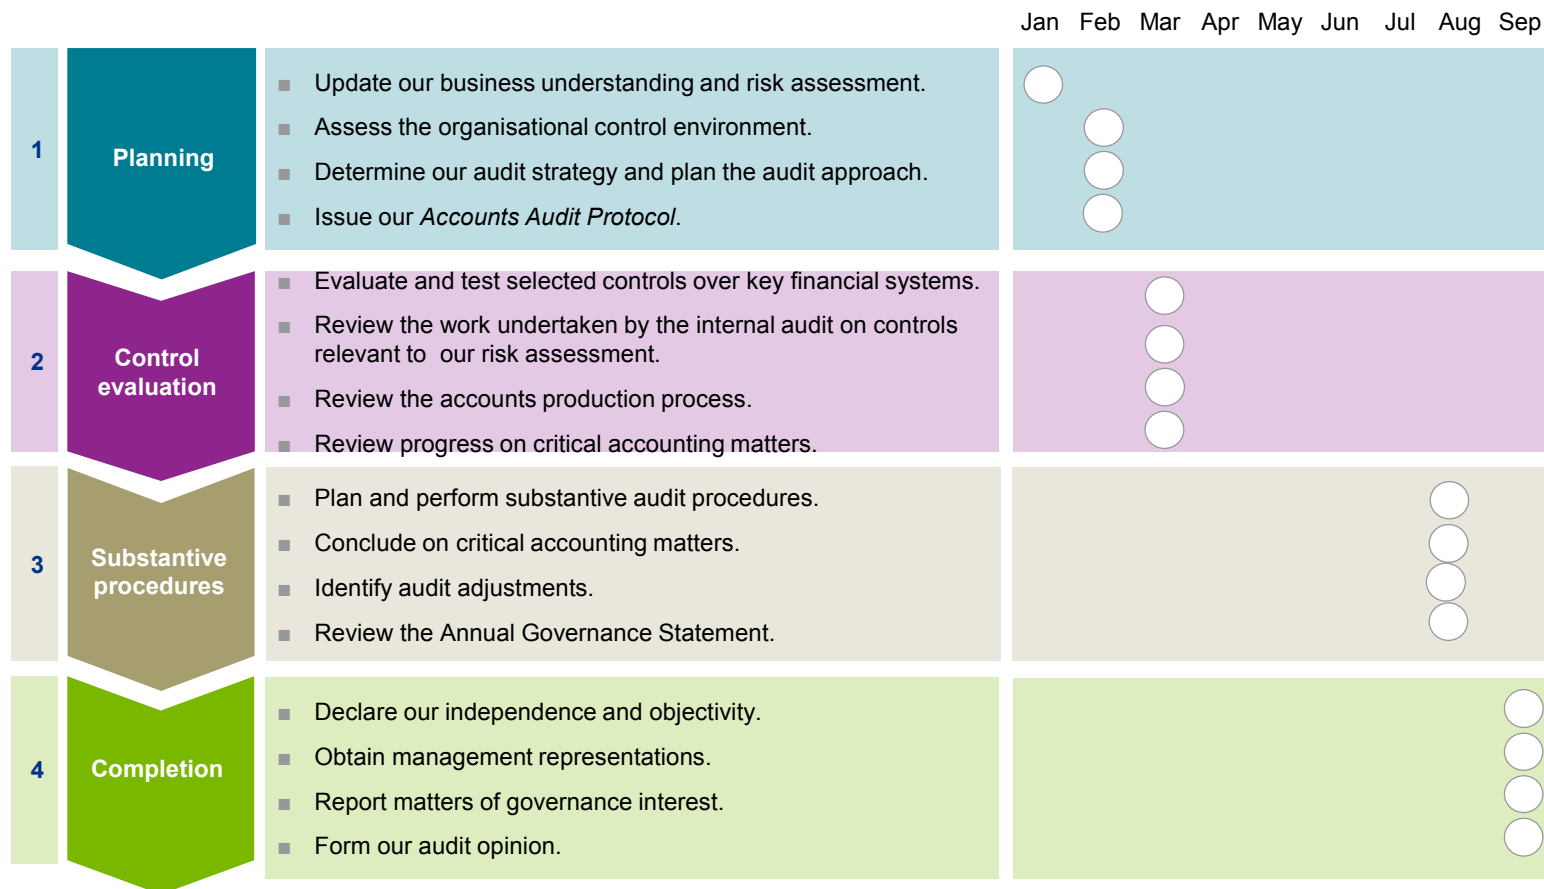 Jan Feb Mar Apr May Jun Jul Aug Sep
1
Planning
■ Update our business understanding and risk assessment.
■ Assess the organisational control environment.
■ Determine our audit strategy and plan the audit approach.
■ Issue our Accounts Audit Protocol.
2
Control
evaluation
■ Evaluate and test selected controls over key financial systems.
■ Review the work undertaken by the internal audit on controls
relevant to  our risk assessment.
■ Review the accounts production process.
■ Review progress on critical accounting matters.
3
Substantive
procedures
■ Plan and perform substantive audit procedures.
■ Conclude on critical accounting matters.
■ Identify audit adjustments.
■ Review the Annual Governance Statement.
4
Completion
■ Declare our independence and objectivity.
■ Obtain management representations.
■ Report matters of governance interest.
■ Form our audit opinion.